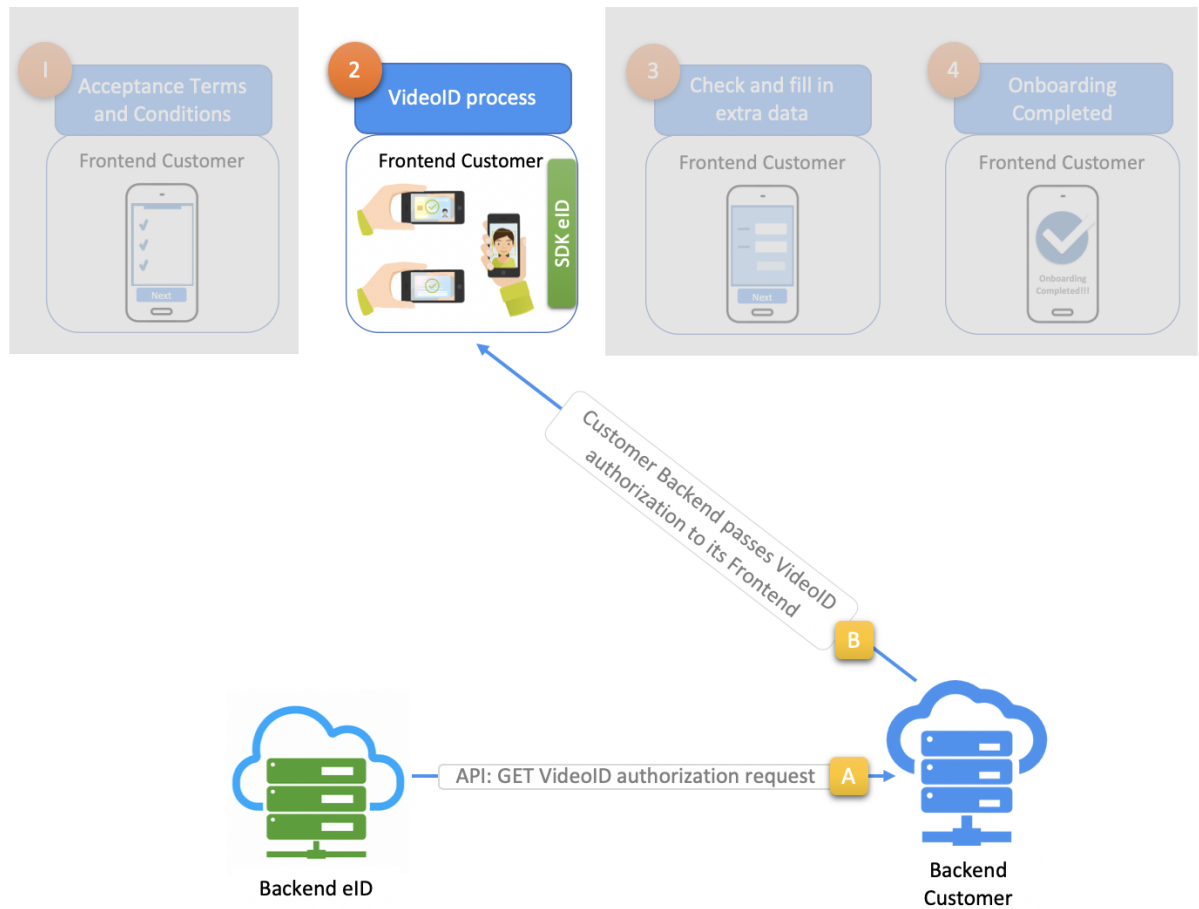 1
Acceptance Terms
and Conditions
Frontend Customer
Next
2
VideoID process
Frontend Customer
SDK eID
3
Check and fill in
extra data
Frontend Customer
Next
4
Onboarding
Completed
Frontend Customer
Onboarding
Completed!!!
Customer Backend passes VideoID
authorization to its Frontend
B
API: GET VideoID authorization request
A
Backend eID
Backend
Customer